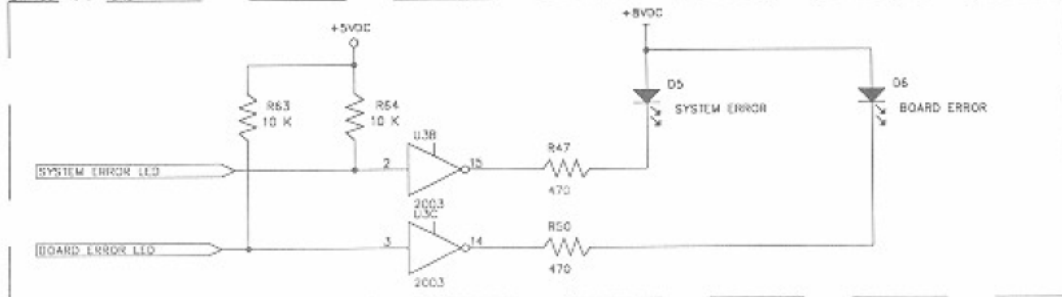 +5VDC
+8VDC
R63
10 K
R64
10 K
D5
SYSTEM ERROR
D6
BOARD ERROR
U3B
SYSTEM ERROR LED
2
15
2003
R47
470
U3C
BOARD ERROR LED
3
14
2003
R50
470